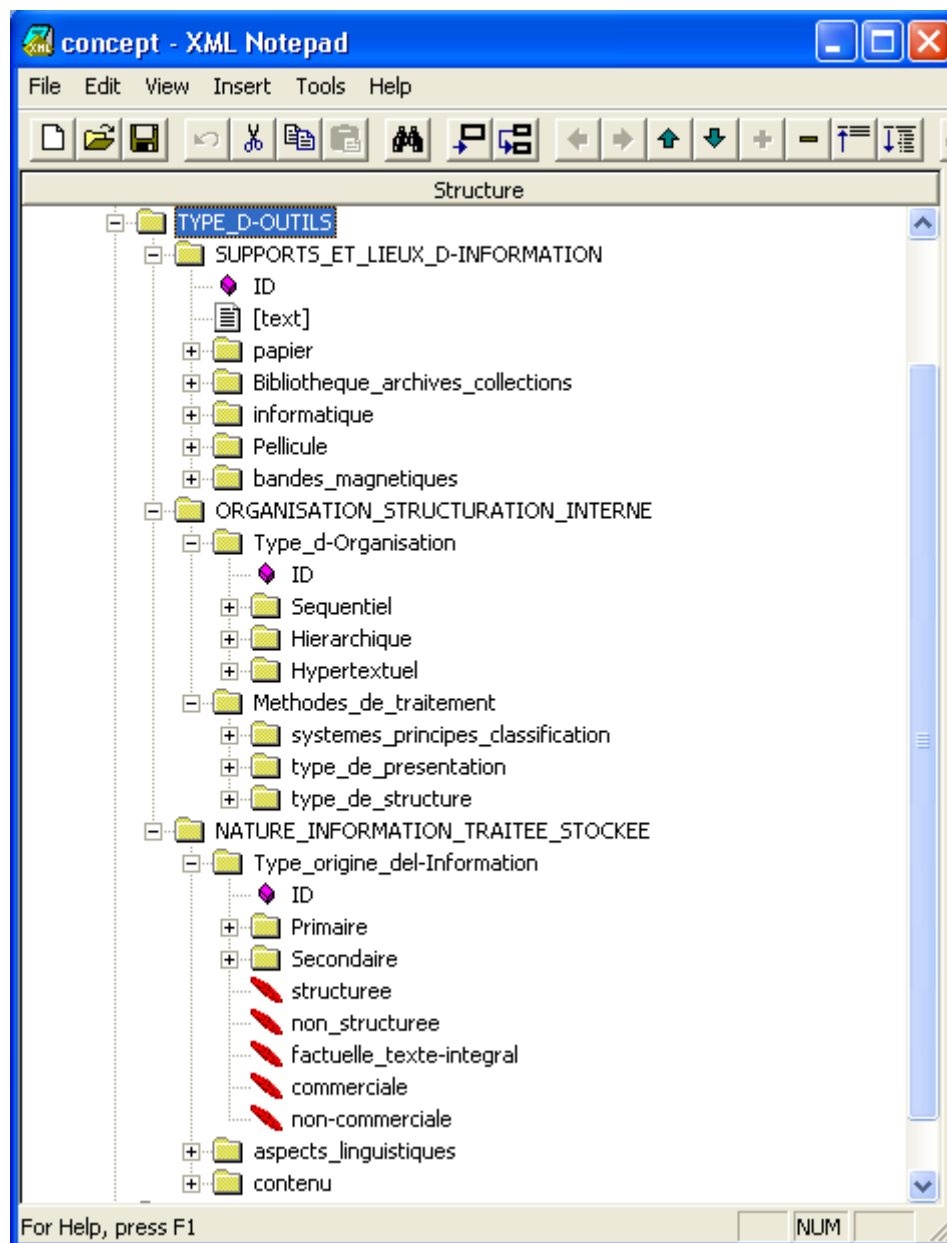 concept - XML Notepad
File Edit View Insert Tools Help
Structure
TYPE_D-OUTILS
SUPPORTS_ET_LIEUX_D-INFORMATION
ID
[text]
papier
Bibliotheque_archives_collections
informatique
Pellicule
bandes_magnetiques
ORGANISATION_STRUCTURATION_INTERNE
Type_d-Organisation
ID
Sequentiel
Hierarchique
Hypertextuel
Methodes_de_traitement
systemes_principes_classification
type_de_presentation
type_de_structure
NATURE_INFORMATION_TRAITEE_STOCKEE
Type_origine_del-Information
ID
Primaire
Secondaire
structuree
non_structuree
factuelle_texte-integral
commerciale
non-commerciale
aspects_linguistiques
contenu
For Help, press F1 NUM